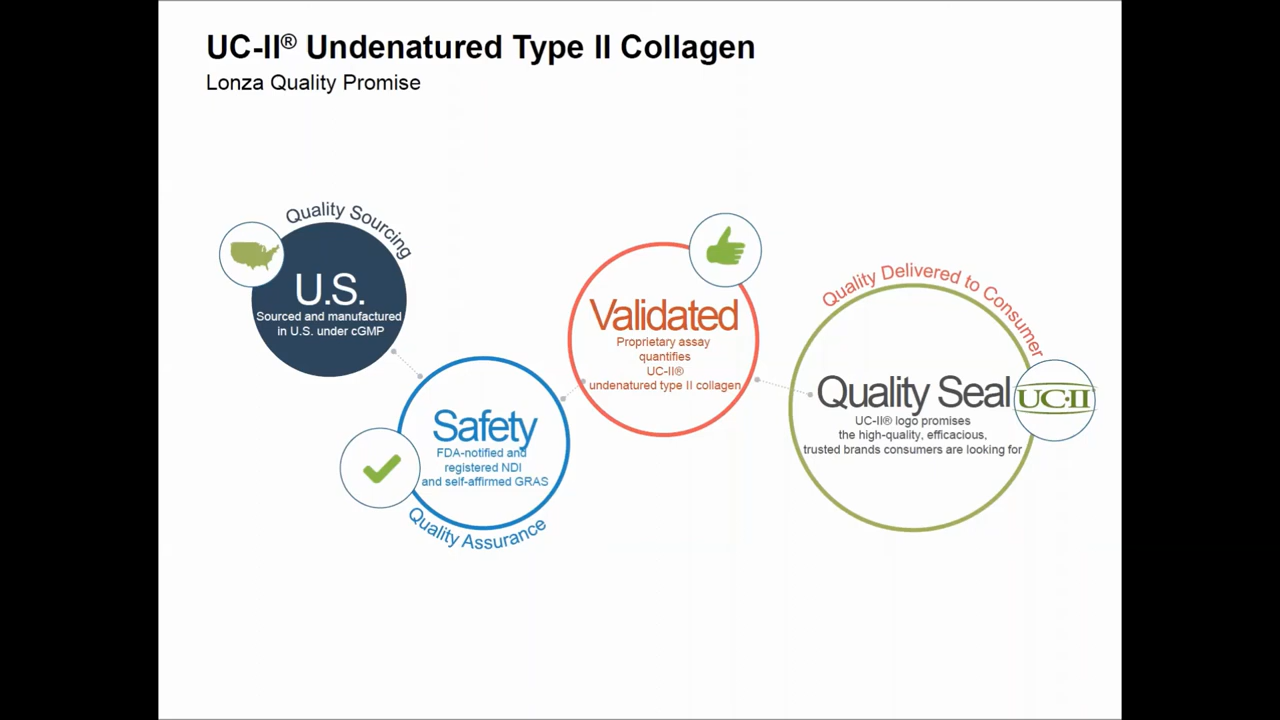 UC-II® Undenatured Type II Collagen
Lonza Quality Promise
Quality Sourcing
U.S.
Sourced and manufactured
in U.S. under cGMP
Safety
FDA-notified and
registered NDI
and self-affirmed GRAS
Quality Assurance
Validated
Proprietary assay
quantifies
UC-II®
undenatured type II collagen
Quality Delivered to Consumer
Quality Seal
UC-II® logo promises
the high-quality, efficacious,
trusted brands consumers are looking for
UC·II